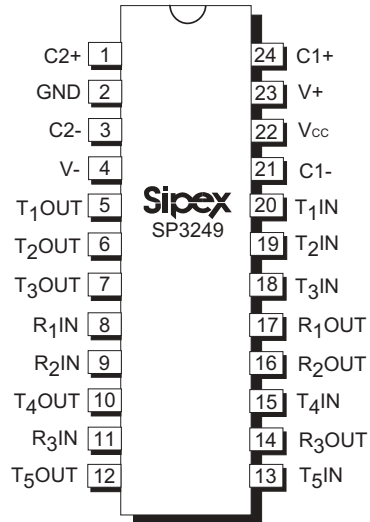 C2+ 1 24 C1+
GND 2 23 V+
C2- 3 22 Vcc
V- 4 21 C1-
T1OUT 5 20 T1IN
Sipex
SP3249
T2OUT 6 19 T2IN
T3OUT 7 18 T3IN
R1IN 8 17 R1OUT
R2IN 9 16 R2OUT
T4OUT 10 15 T4IN
R3IN 11 14 R3OUT
T5OUT 12 13 T5IN